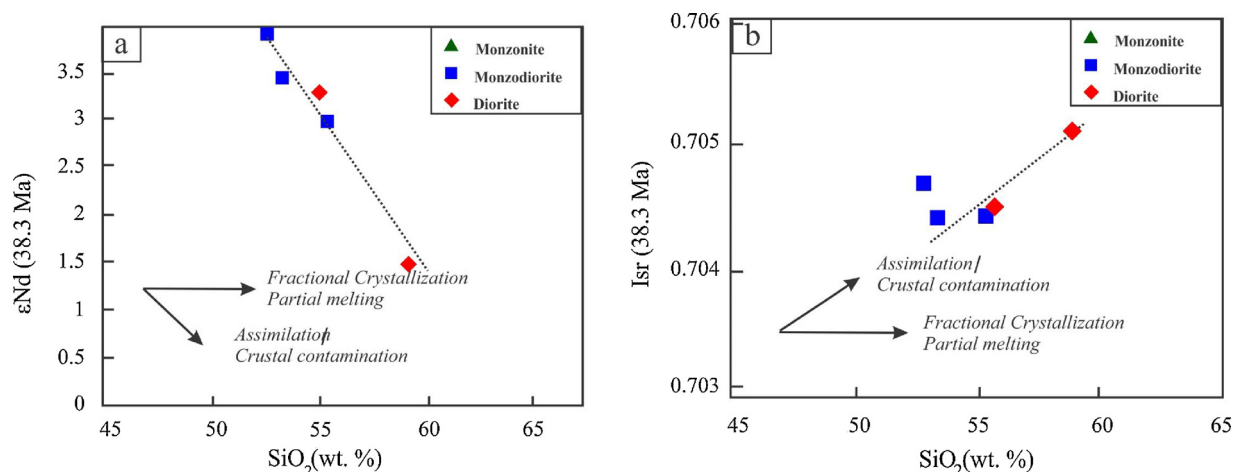 a
Monzonite
Monzodiorite
Diorite
3.5
3
2.5
2
1.5
1
0.5
0
εNd (38.3 Ma)
Fractional Crystallization
Partial melting
Assimilation/
Crustal contamination
45
50
55
60
SiO₂(wt. %)
b
Monzonite
Monzodiorite
Diorite
0.706
0.705
0.704
0.703
Isr (38.3 Ma)
Assimilation/
Crustal contamination
Fractional Crystallization
Partial melting
45
50
55
60
65
SiO₂(wt. %)